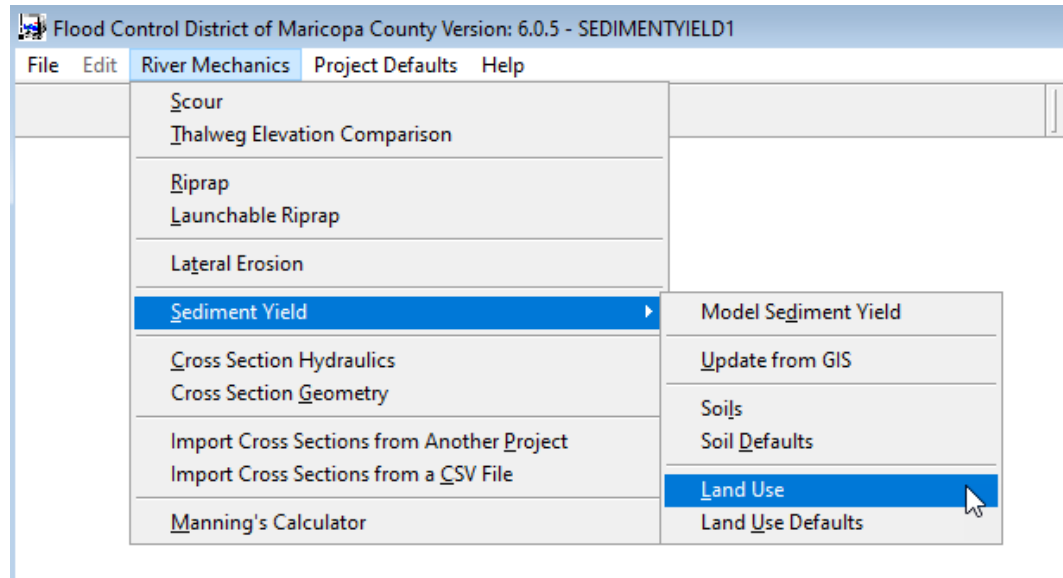 Flood Control District of Maricopa County Version: 6.0.5 - SEDIMENTYIELD1
File Edit River Mechanics Project Defaults Help
Scour
Thalweg Elevation Comparison
Riprap
Launchable Riprap
Lateral Erosion
Sediment Yield
Cross Section Hydraulics
Cross Section Geometry
Import Cross Sections from Another Project
Import Cross Sections from a CSV File
Manning's Calculator
Model Sediment Yield
Update from GIS
Soils
Soil Defaults
Land Use
Land Use Defaults